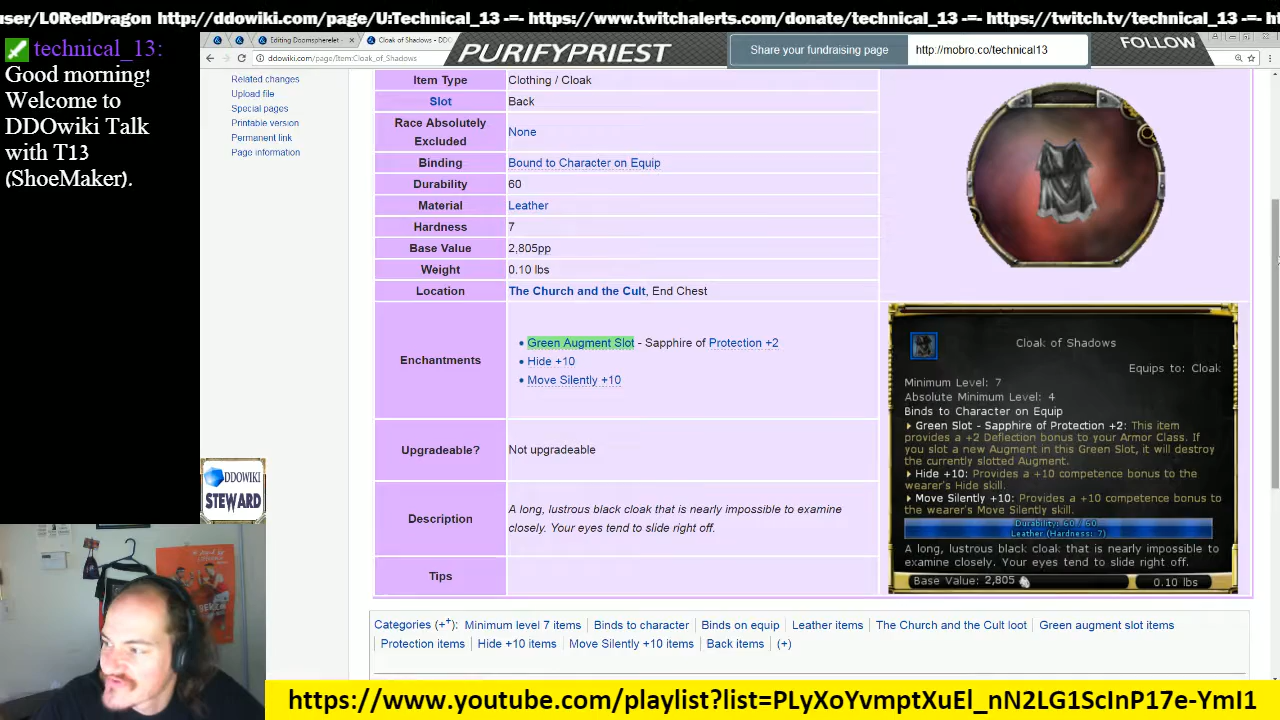 user/L0RedDragon http://ddowiki.com/page/U:Technical_13 -=- https://www.twitchalerts.com/donate/technical_13 -=- https://twitch.tv/technical_13 -=- h
technical_13:
Good morning!
Welcome to
DDOwiki Talk
with T13
(ShoeMaker).
Editing Doomspherelet
Cloak of Shadows - DD
ddowiki.com/page/Item:Cloak_of_Shadows
PURIFYPRIEST
Share your fundraising page
http://mobro.co/technical13
FOLLOW
Related changes
Upload file
Special pages
Printable version
Permanent link
Page information
Item Type Clothing / Cloak
Slot Back
Race Absolutely
Excluded
None
Binding Bound to Character on Equip
Durability 60
Material Leather
Hardness 7
Base Value 2,805pp
Weight 0.10 lbs
Location The Church and the Cult, End Chest
Enchantments
• Green Augment Slot - Sapphire of Protection +2
• Hide +10
• Move Silently +10
Upgradeable? Not upgradeable
Description
A long, lustrous black cloak that is nearly impossible to examine
closely. Your eyes tend to slide right off.
Tips
Cloak of Shadows
Equips to: Cloak
Minimum Level: 7
Absolute Minimum Level: 4
Binds to Character on Equip
Green Slot - Sapphire of Protection +2: This item
provides a +2 Deflection bonus to your Armor Class. If
you slot a new Augment in this Green Slot, it will destroy
the currently slotted Augment.
Hide +10: Provides a +10 competence bonus to the
wearer's Hide skill.
Move Silently +10: Provides a +10 competence bonus to
the wearer's Move Silently skill.
Durability: 60 / 60
Leather (Hardness: 7)
A long, lustrous black cloak that is nearly impossible to
examine closely. Your eyes tend to slide right off.
Base Value: 2,805
0.10 lbs
Categories (++): Minimum level 7 items Binds to character Binds on equip Leather items The Church and the Cult loot Green augment slot items
Protection items Hide +10 items Move Silently +10 items Back items (+)
DDOWIKI
STEWARD
https://www.youtube.com/playlist?list=PLyXoYvmptXuEl_nN2LG1ScInP17e-YmI1